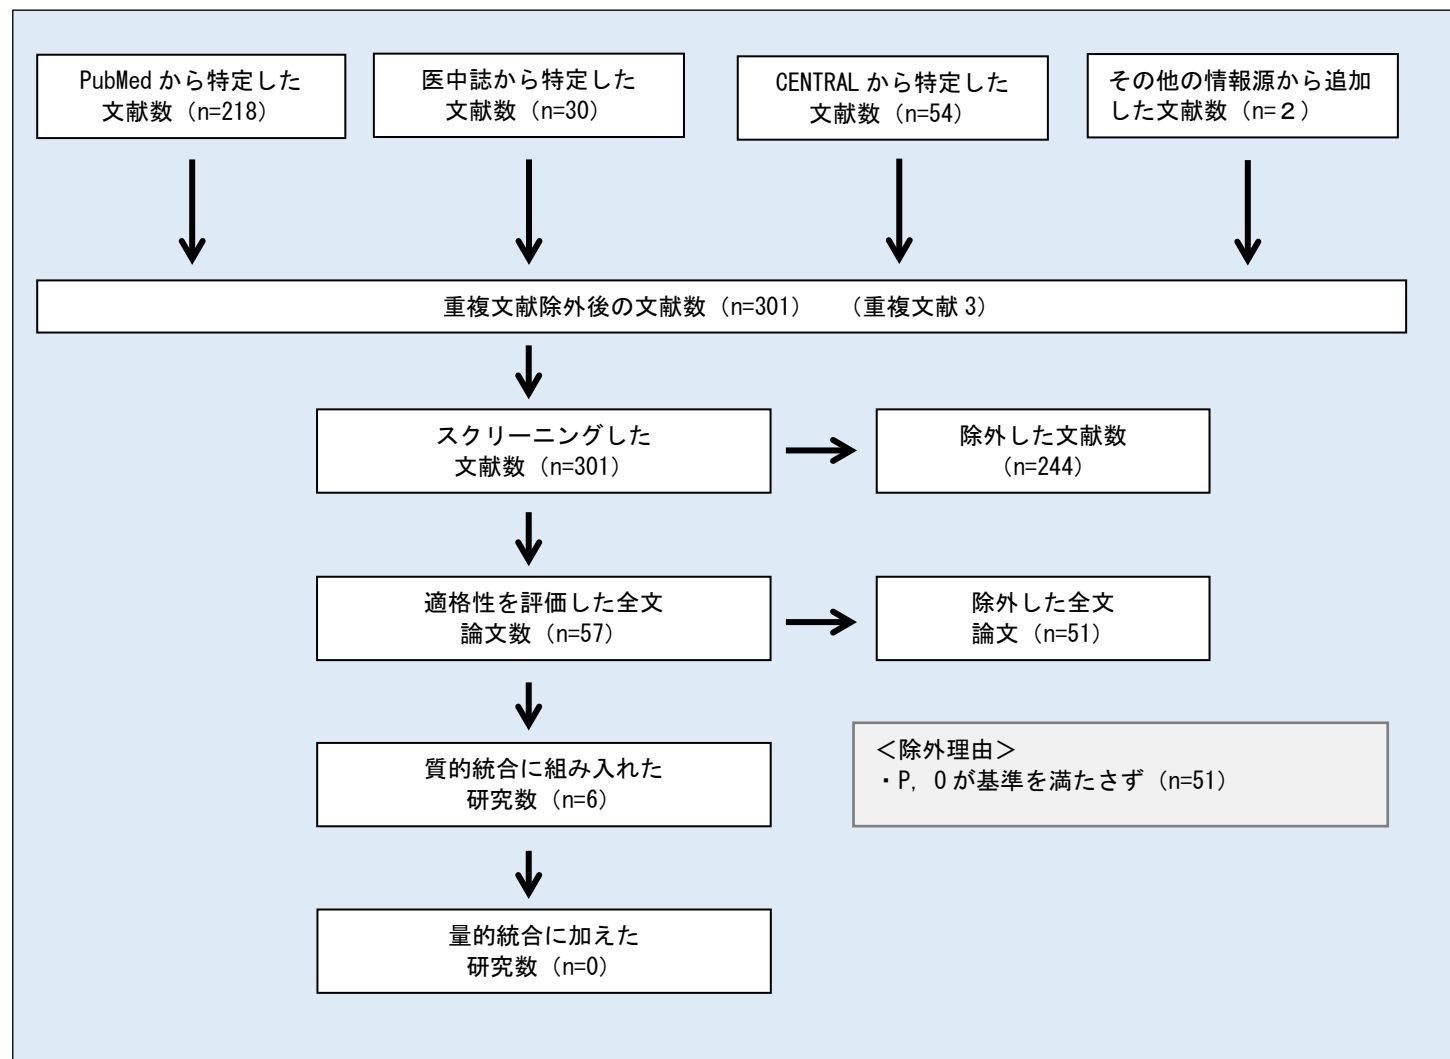 PubMed から特定した
文献数（n=218）
医中誌から特定した
文献数（n=30）
CENTRAL から特定した
文献数（n=54）
その他の情報源から追加
した文献数（n=２）
重複文献除外後の文献数（n=301）　（重複文献 3）
スクリーニングした
文献数（n=301）
除外した文献数
（n=244）
適格性を評価した全文
論文数（n=57）
除外した全文
論文（n=51）
質的統合に組み入れた
研究数（n=6）
＜除外理由＞
・P, O が基準を満たさず（n=51）
量的統合に加えた
研究数（n=0）